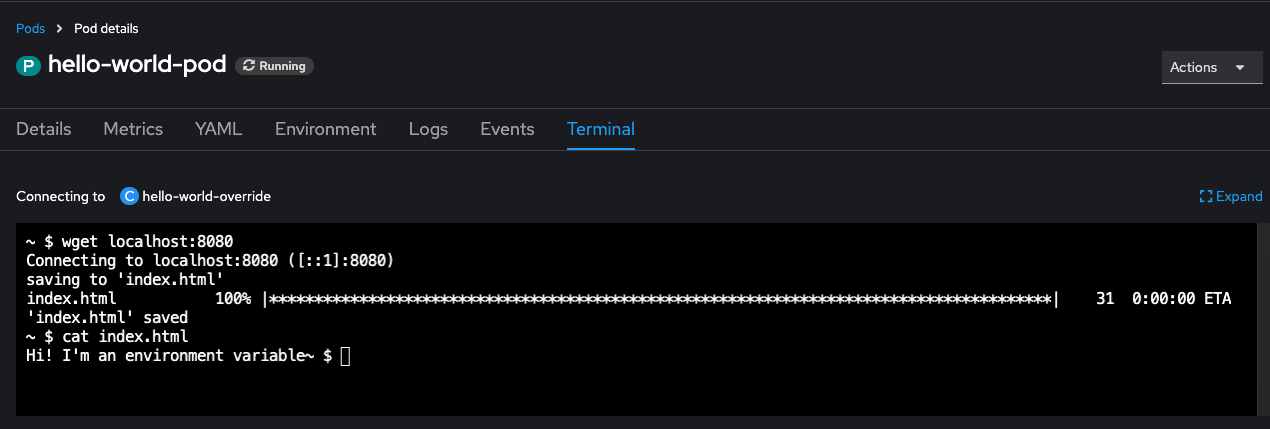 Pods > Pod details
P hello-world-pod Running
Actions
Details Metrics YAML Environment Logs Events Terminal
Connecting to C hello-world-override Expand
~ $ wget localhost:8080
Connecting to localhost:8080 ([::1]:8080)
saving to 'index.html'
index.html 100% |*******************************************************************************| 31 0:00:00 ETA
'index.html' saved
~ $ cat index.html
Hi! I'm an environment variable~ $